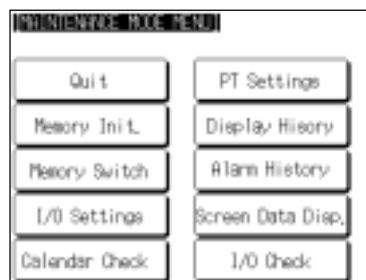 [MAINTENANCE MODE MENU]
Quit
PT Settings
Memory Init.
Display Hisory
Memory Switch
Alarm History
I/O Settings
Screen Data Disp.
Calendar Check
I/O Check